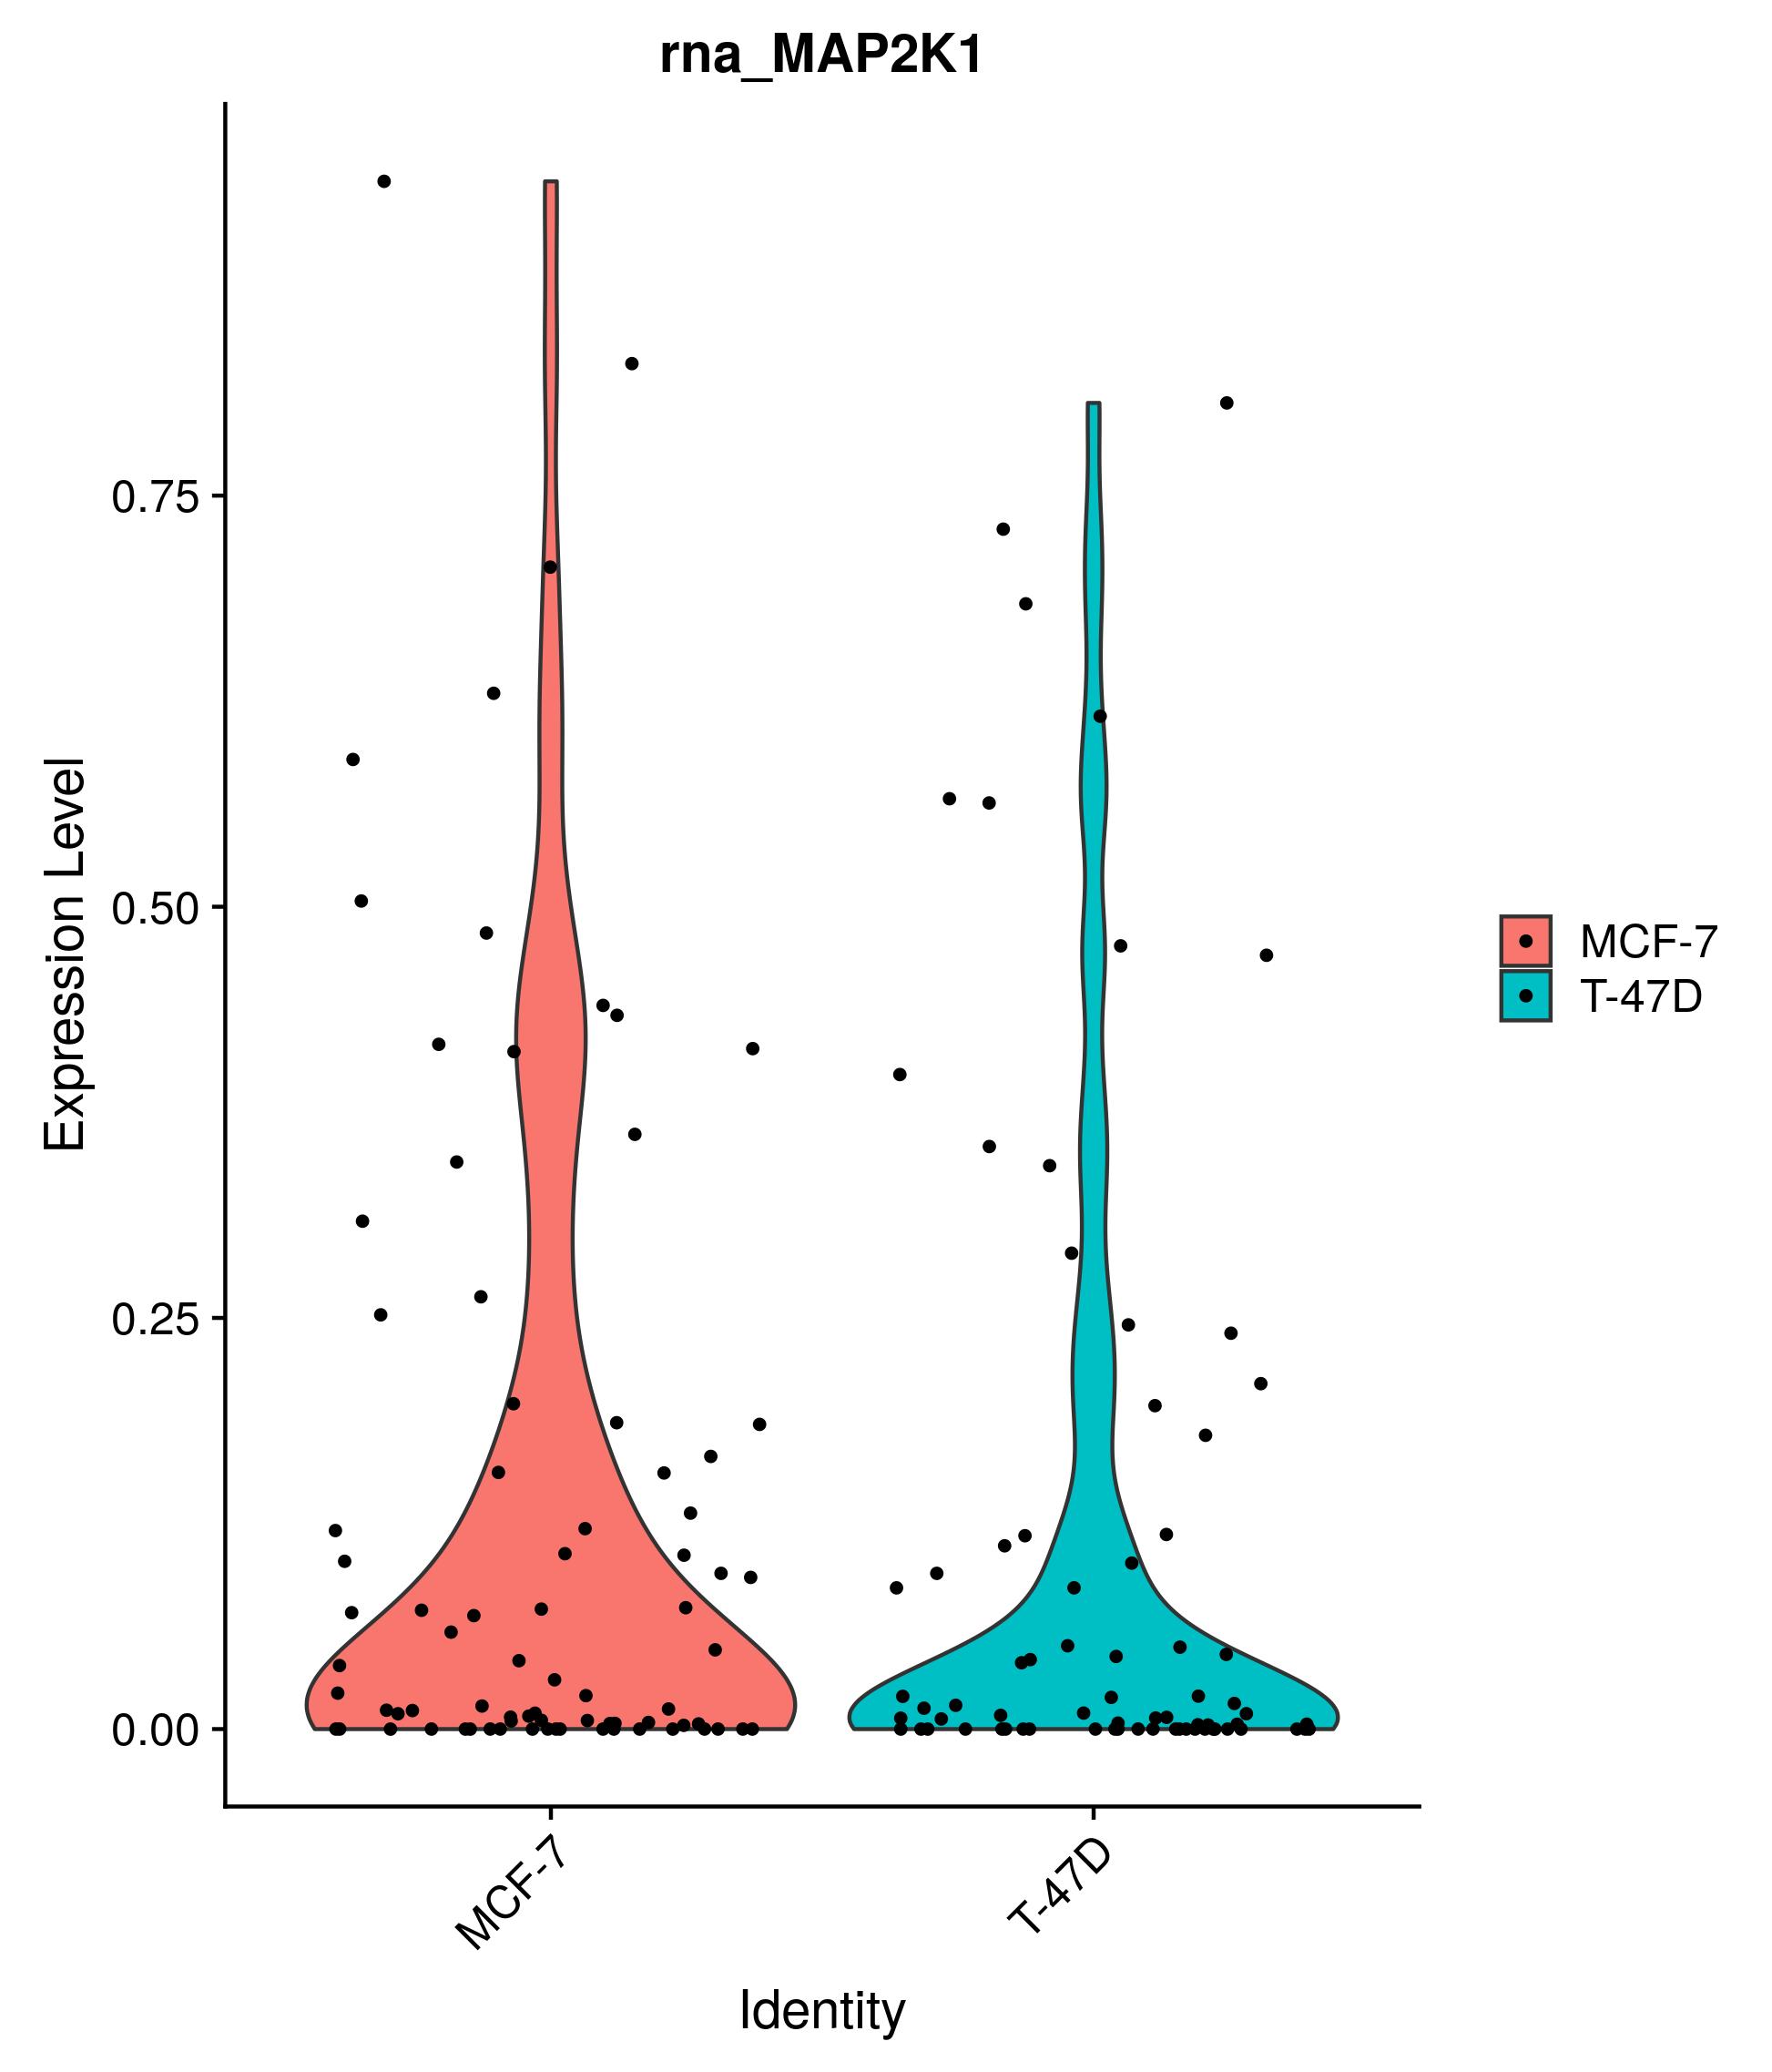 rna_MAP2K1
Expression Level
0.75
0.50
0.25
0.00
MCF-7
T-47D
Identity
MCF-7
T-47D